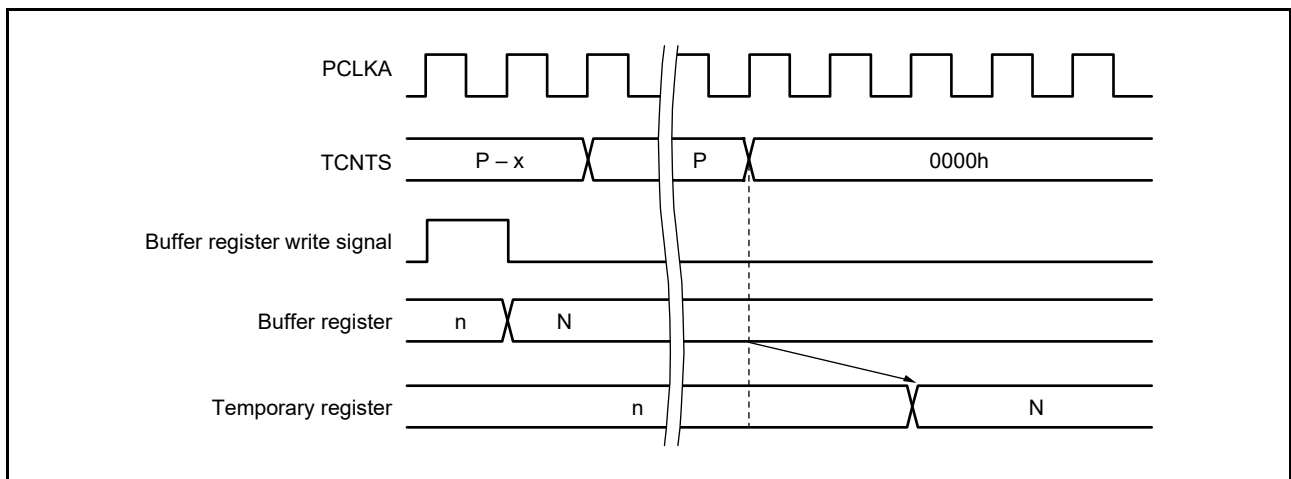 PCLKA
TCNTS
P – x
P
0000h
Buffer register write signal
Buffer register
n
N
Temporary register
n
N